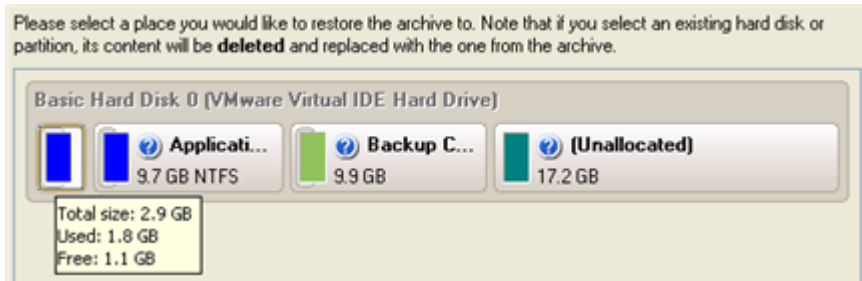 Please select a place you would like to restore the archive to. Note that if you select an existing hard disk or
partition, its content will be deleted and replaced with the one from the archive.
Basic Hard Disk 0 (VMware Virtual IDE Hard Drive)
Applicati...
9.7 GB NTFS
Backup C...
9.9 GB
(Unallocated)
17.2 GB
Total size: 2.9 GB
Used: 1.8 GB
Free: 1.1 GB